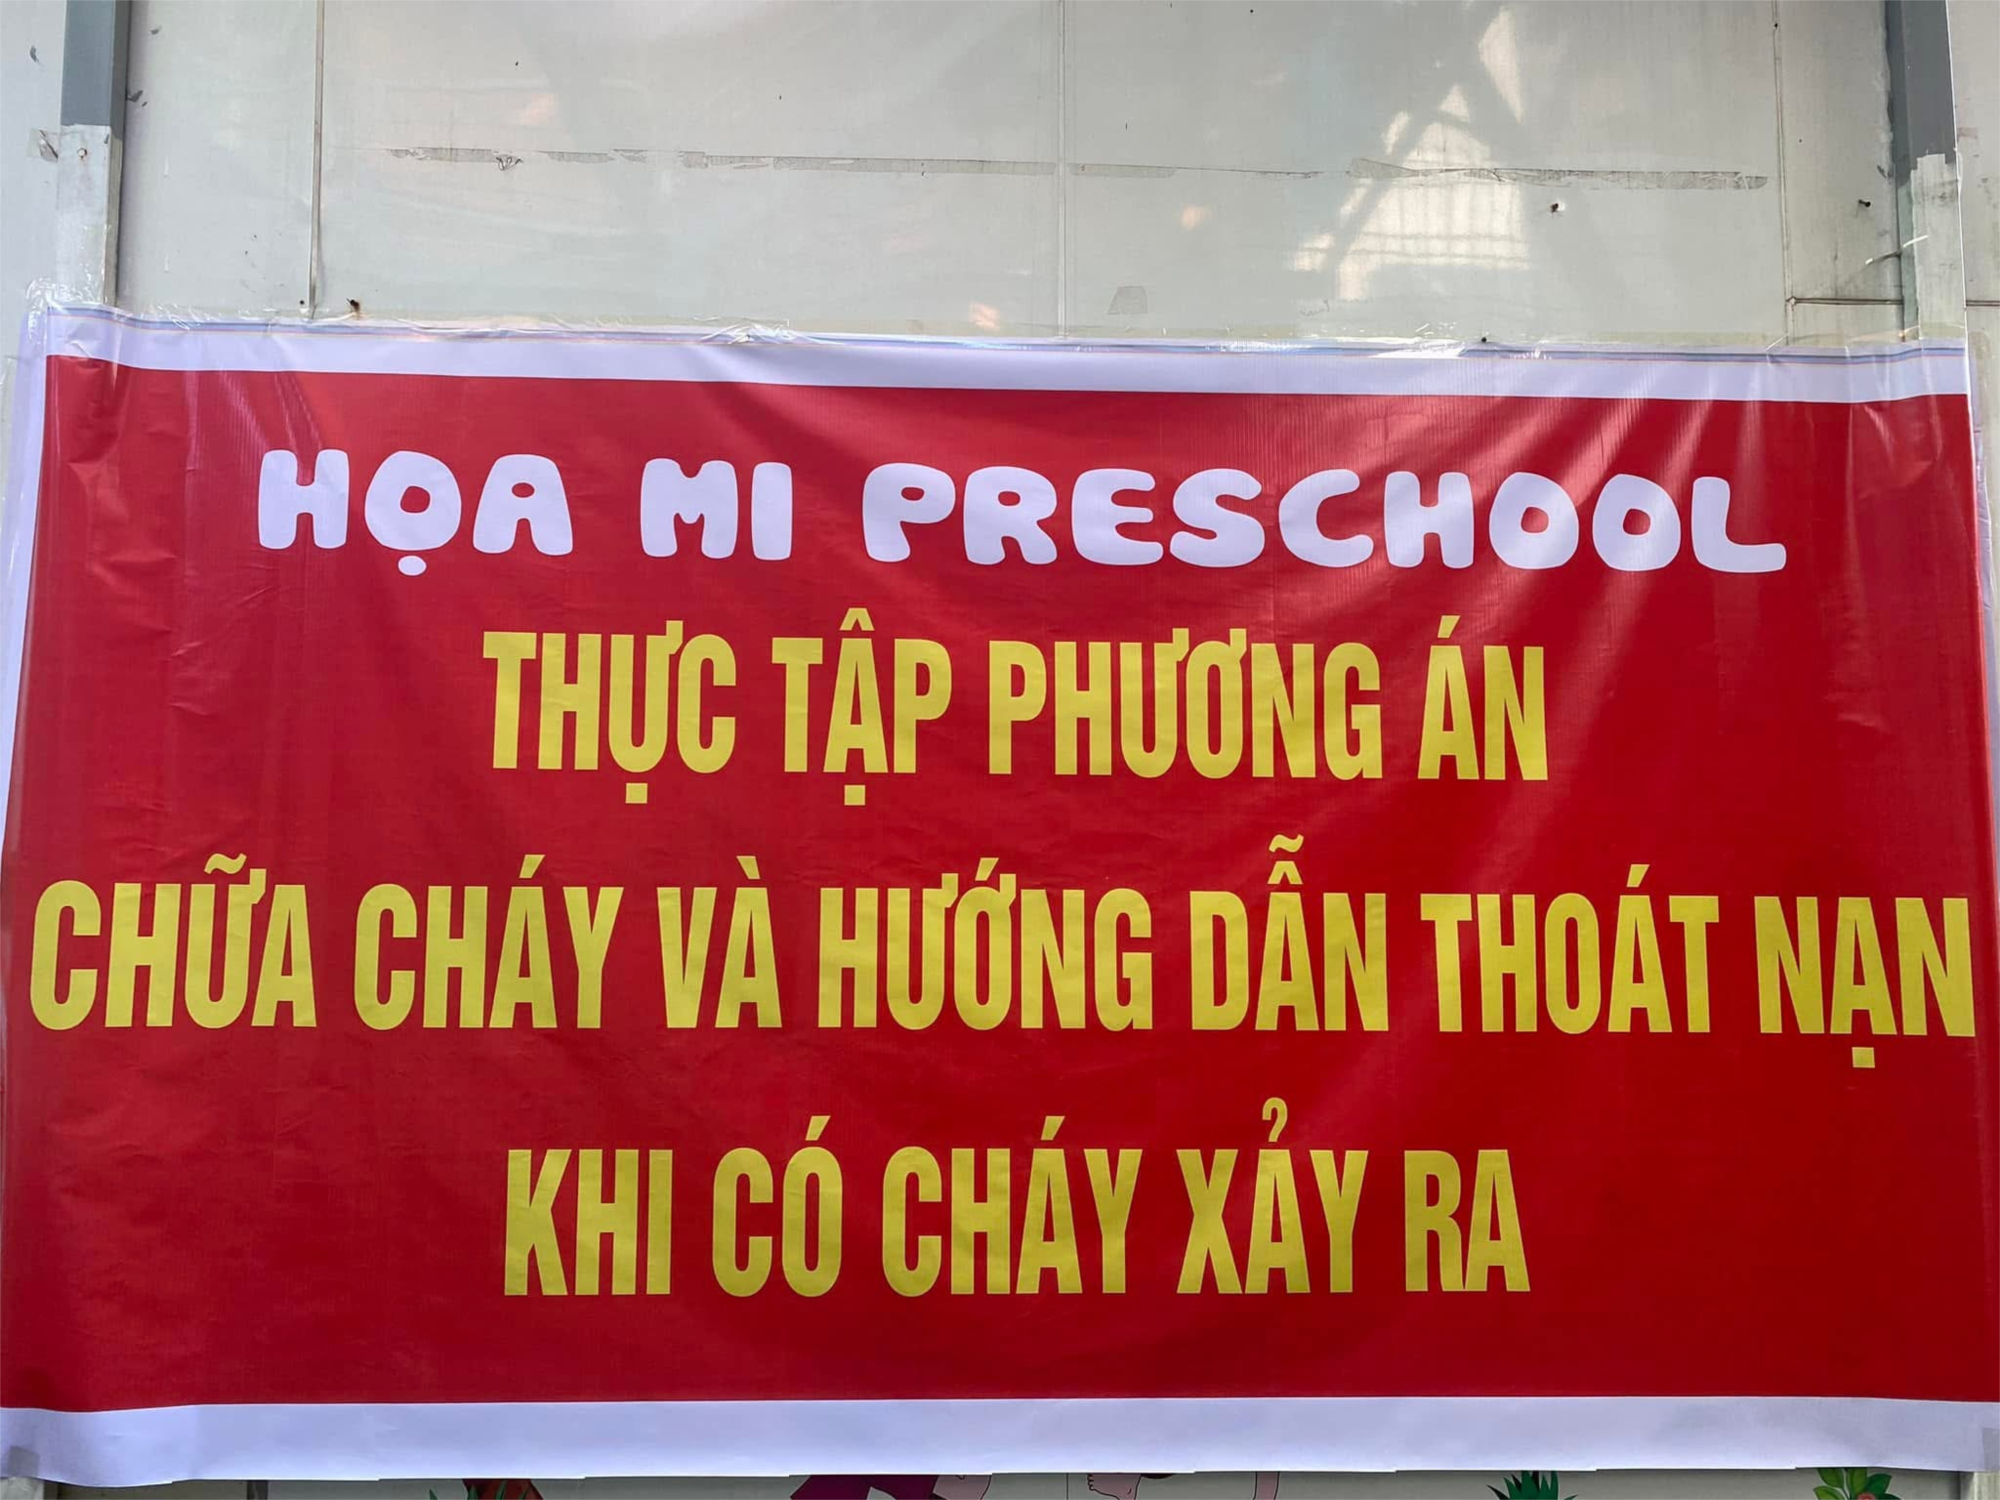 HỌA MI PRESCHOOL
THỰC TẬP PHƯƠNG ÁN
CHỮA CHÁY VÀ HƯỚNG DẪN THOÁT NẠN
KHI CÓ CHÁY XẢY RA